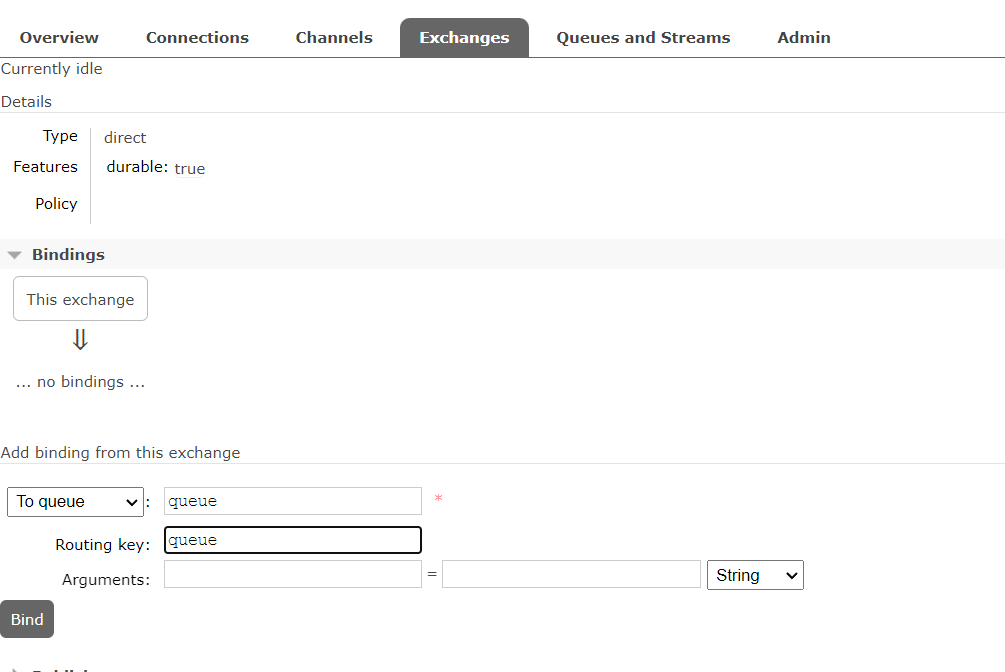 Overview Connections Channels Exchanges Queues and Streams Admin
Currently idle
Details
Type direct
Features durable: true
Policy
Bindings
This exchange
⇓
... no bindings ...
Add binding from this exchange
To queue : queue *
Routing key: queue
Arguments: = String
Bind